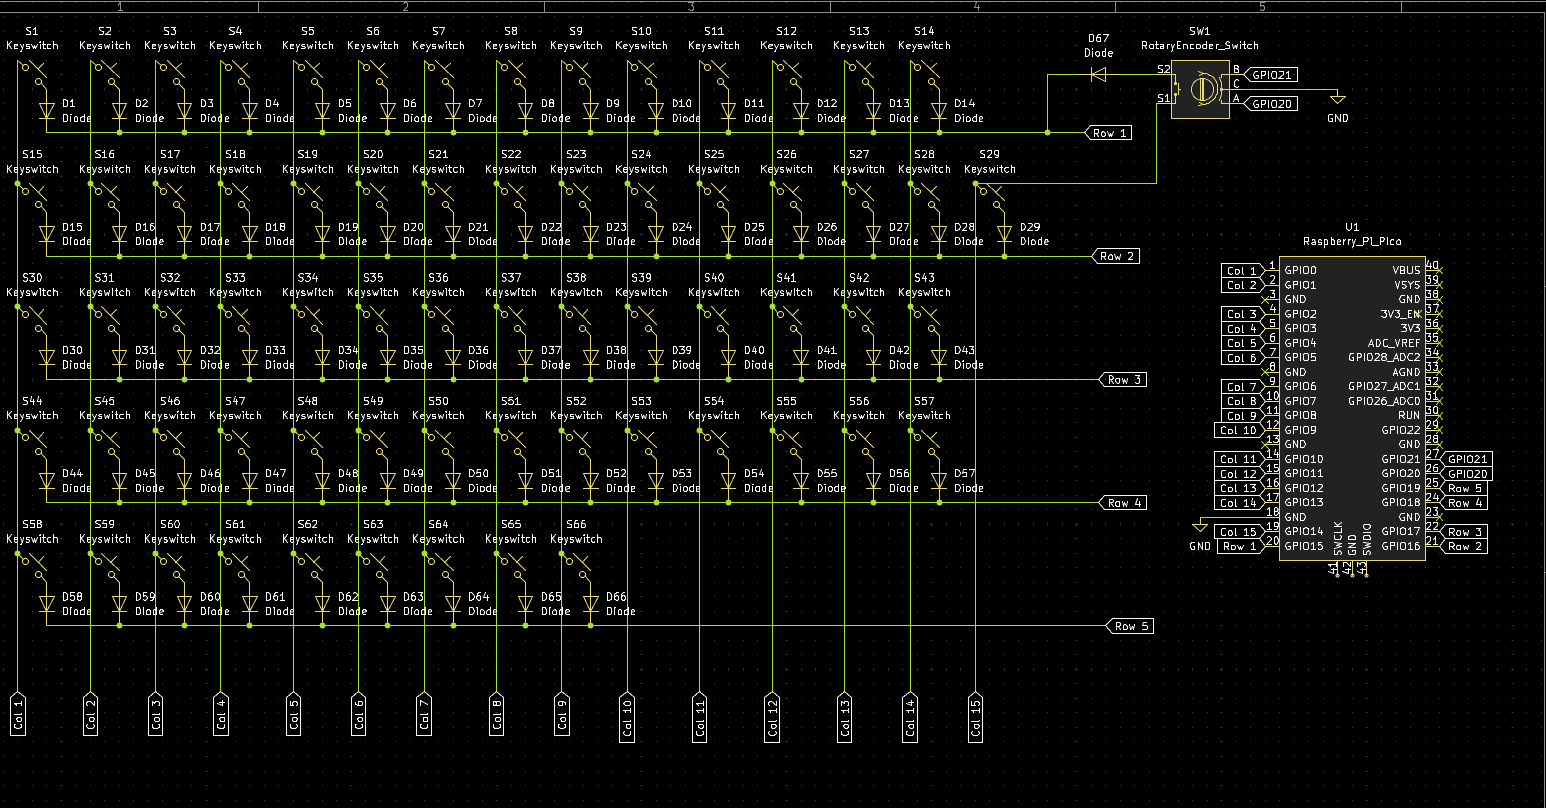 1 2 3 4 5
S1 S2 S3 S4 S5 S6 S7 S8 S9 S10 S11 S12 S13 S14
Keyswitch Keyswitch Keyswitch Keyswitch Keyswitch Keyswitch Keyswitch Keyswitch Keyswitch Keyswitch Keyswitch Keyswitch Keyswitch Keyswitch
D1 D2 D3 D4 D5 D6 D7 D8 D9 D10 D11 D12 D13 D14
Diode Diode Diode Diode Diode Diode Diode Diode Diode Diode Diode Diode Diode Diode
Row 1
D67
Diode
SW1
RotaryEncoder_Switch
S2 B GPIO21
C
S1 A GPIO20
GND
S15 S16 S17 S18 S19 S20 S21 S22 S23 S24 S25 S26 S27 S28 S29
Keyswitch Keyswitch Keyswitch Keyswitch Keyswitch Keyswitch Keyswitch Keyswitch Keyswitch Keyswitch Keyswitch Keyswitch Keyswitch Keyswitch Keyswitch
D15 D16 D17 D18 D19 D20 D21 D22 D23 D24 D25 D26 D27 D28 D29
Diode Diode Diode Diode Diode Diode Diode Diode Diode Diode Diode Diode Diode Diode Diode
Row 2
S30 S31 S32 S33 S34 S35 S36 S37 S38 S39 S40 S41 S42 S43
Keyswitch Keyswitch Keyswitch Keyswitch Keyswitch Keyswitch Keyswitch Keyswitch Keyswitch Keyswitch Keyswitch Keyswitch Keyswitch Keyswitch
D30 D31 D32 D33 D34 D35 D36 D37 D38 D39 D40 D41 D42 D43
Diode Diode Diode Diode Diode Diode Diode Diode Diode Diode Diode Diode Diode Diode
Row 3
S44 S45 S46 S47 S48 S49 S50 S51 S52 S53 S54 S55 S56 S57
Keyswitch Keyswitch Keyswitch Keyswitch Keyswitch Keyswitch Keyswitch Keyswitch Keyswitch Keyswitch Keyswitch Keyswitch Keyswitch Keyswitch
D44 D45 D46 D47 D48 D49 D50 D51 D52 D53 D54 D55 D56 D57
Diode Diode Diode Diode Diode Diode Diode Diode Diode Diode Diode Diode Diode Diode
Row 4
S58 S59 S60 S61 S62 S63 S64 S65 S66
Keyswitch Keyswitch Keyswitch Keyswitch Keyswitch Keyswitch Keyswitch Keyswitch Keyswitch
D58 D59 D60 D61 D62 D63 D64 D65 D66
Diode Diode Diode Diode Diode Diode Diode Diode Diode
Row 5
Col 1 Col 2 Col 3 Col 4 Col 5 Col 6 Col 7 Col 8 Col 9 Col 10 Col 11 Col 12 Col 13 Col 14 Col 15
U1
Raspberry_Pi_Pico
Col 1 1 GPIO0 VBUS 40
Col 2 2 GPIO1 VSYS 39
3 GND GND 38
Col 3 4 GPIO2 3V3_EN 37
Col 4 5 GPIO3 3V3 36
Col 5 6 GPIO4 ADC_VREF 35
Col 6 7 GPIO5 GPIO28_ADC2 34
8 GND AGND 33
Col 7 9 GPIO6 GPIO27_ADC1 32
Col 8 10 GPIO7 GPIO26_ADC0 31
Col 9 11 GPIO8 RUN 30
Col 10 12 GPIO9 GPIO22 29
13 GND GND 28
Col 11 14 GPIO10 GPIO21 27 GPIO21
Col 12 15 GPIO11 GPIO20 26 GPIO20
Col 13 16 GPIO12 GPIO19 25 Row 5
Col 14 17 GPIO13 GPIO18 24 Row 4
18 GND GND 23
Col 15 19 GPIO14 GPIO17 22 Row 3
GND Row 1 20 GPIO15 GPIO16 21 Row 2
SWCLK GND SWDIO
41 42 43